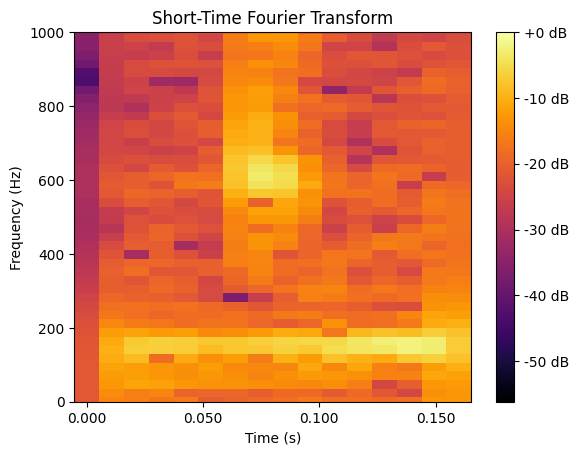 Short-Time Fourier Transform
Frequency (Hz)
1000
800
600
400
200
0
0.000
0.050
0.100
0.150
Time (s)
+0 dB
-10 dB
-20 dB
-30 dB
-40 dB
-50 dB